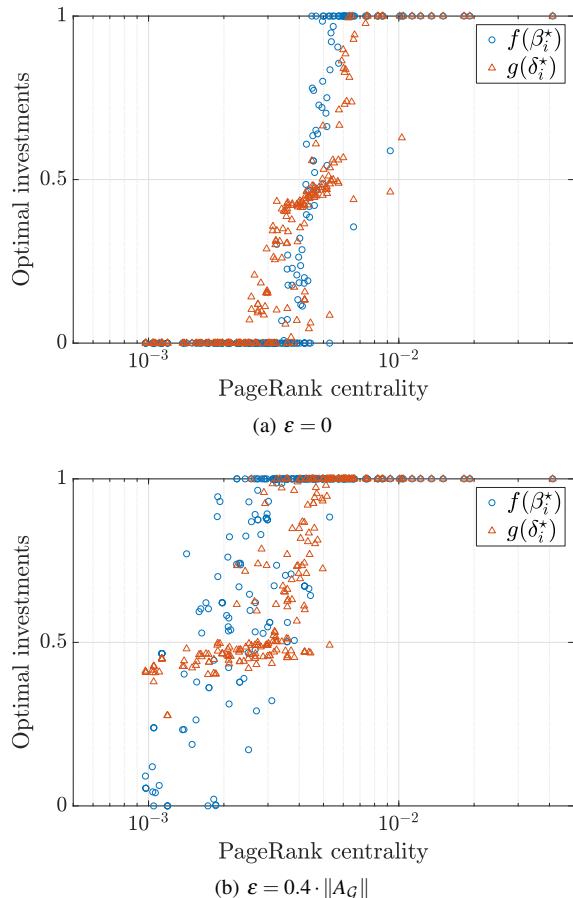 1
f(β_i^⋆)
g(δ_i^⋆)
Optimal investments
0.5
0
10^{-3}
10^{-2}
PageRank centrality
(a) ε = 0
1
f(β_i^⋆)
g(δ_i^⋆)
Optimal investments
0.5
0
10^{-3}
10^{-2}
PageRank centrality
(b) ε = 0.4 · ||A_𝒢||